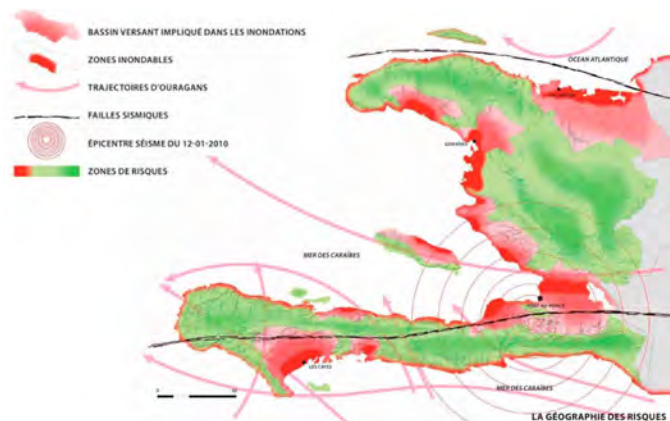 BASSIN VERSANT IMPLIQUÉ DANS LES INONDATIONS
ZONES INONDABLES
TRAJECTOIRES D'OURAGANS
FAILLES SISMIQUES
ÉPICENTRE SÉISME DU 12-01-2010
ZONES DE RISQUES
OCEAN ATLANTIQUE
GONAÏVES
MER DES CARAÏBES
PORT-AU-PRINCE
LES CAYES
MER DES CARAÏBES
LA GÉOGRAPHIE DES RISQUES